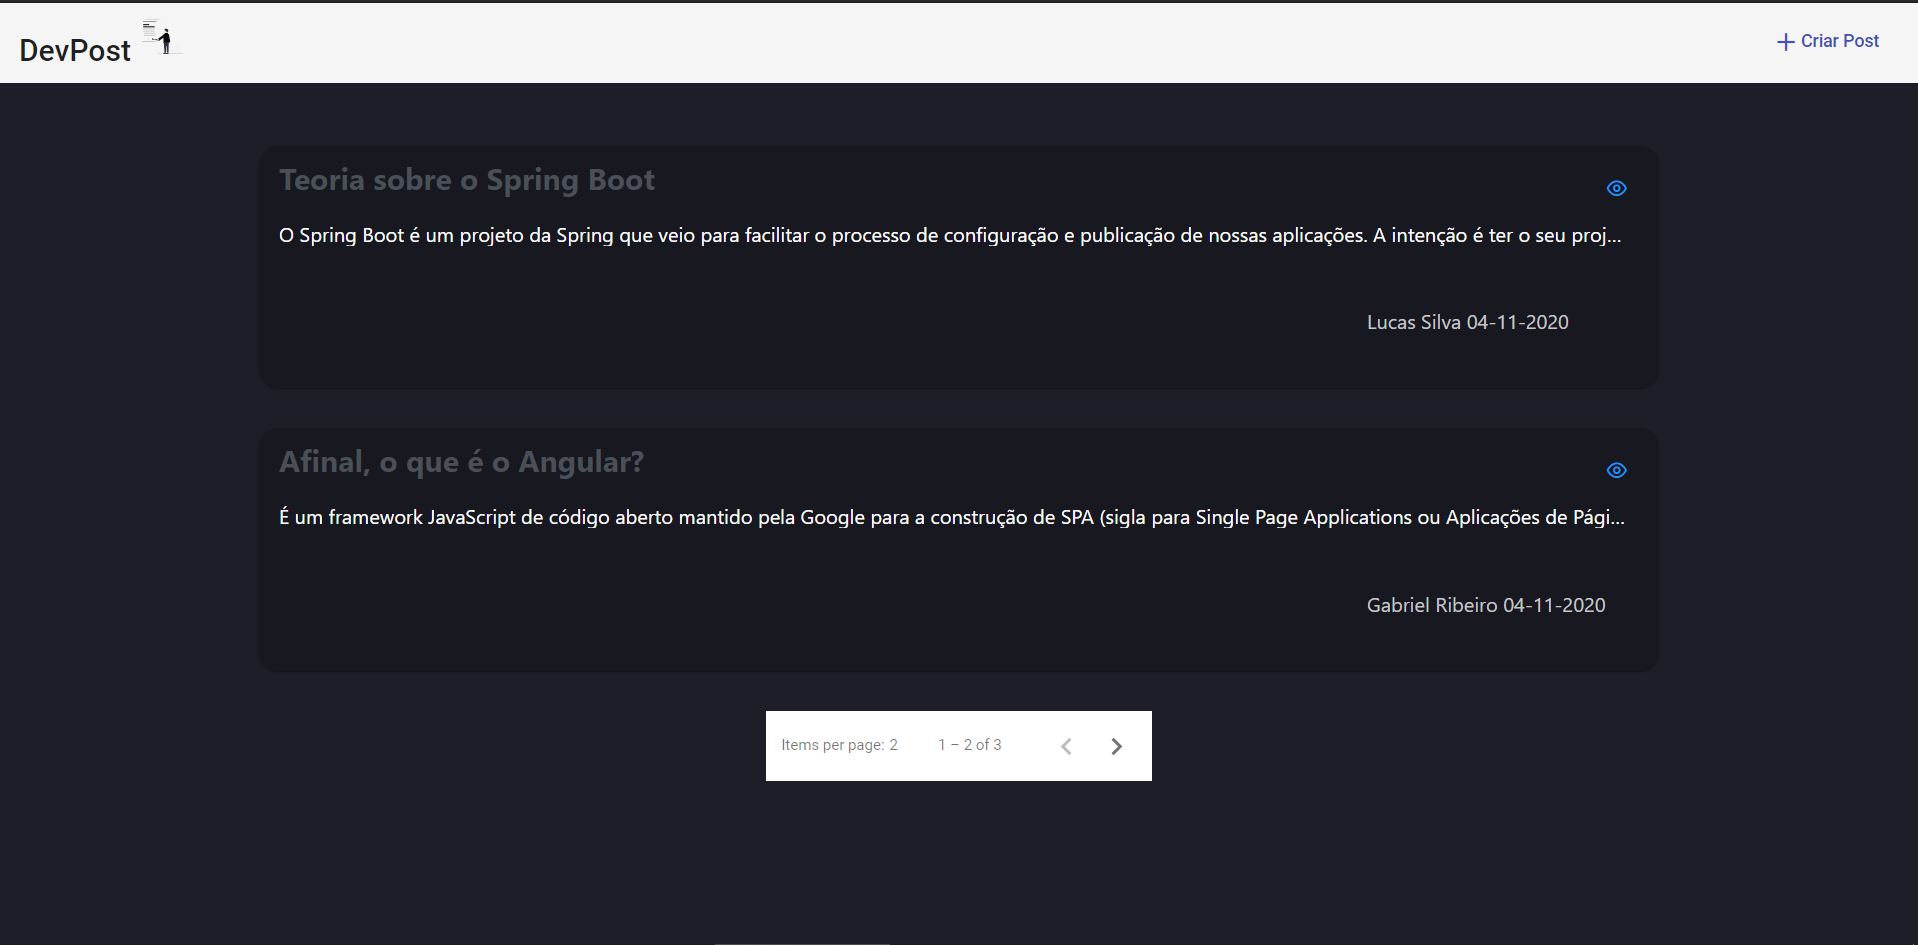 DevPost
Criar Post
Teoria sobre o Spring Boot
O Spring Boot é um projeto da Spring que veio para facilitar o processo de configuração e publicação de nossas aplicações. A intenção é ter o seu proj...
Lucas Silva 04-11-2020
Afinal, o que é o Angular?
É um framework JavaScript de código aberto mantido pela Google para a construção de SPA (sigla para Single Page Applications ou Aplicações de Pági...
Gabriel Ribeiro 04-11-2020
Items per page: 2 1 – 2 of 3